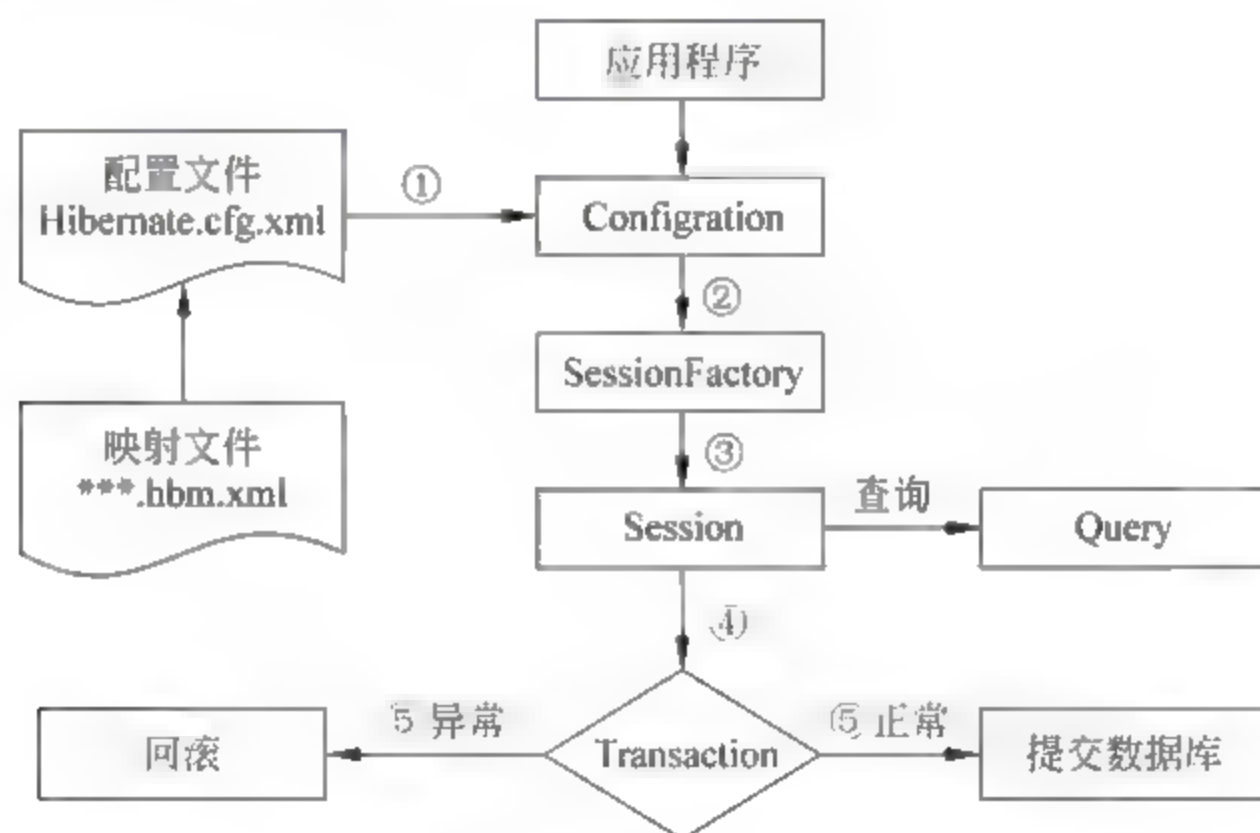 应用程序
配置文件
Hibernate.cfg.xml
①
Configration
②
SessionFactory
映射文件
***.hbm.xml
③
Session
查询
Query
④
5 异常
⑤ 正常
回滚
Transaction
提交数据库